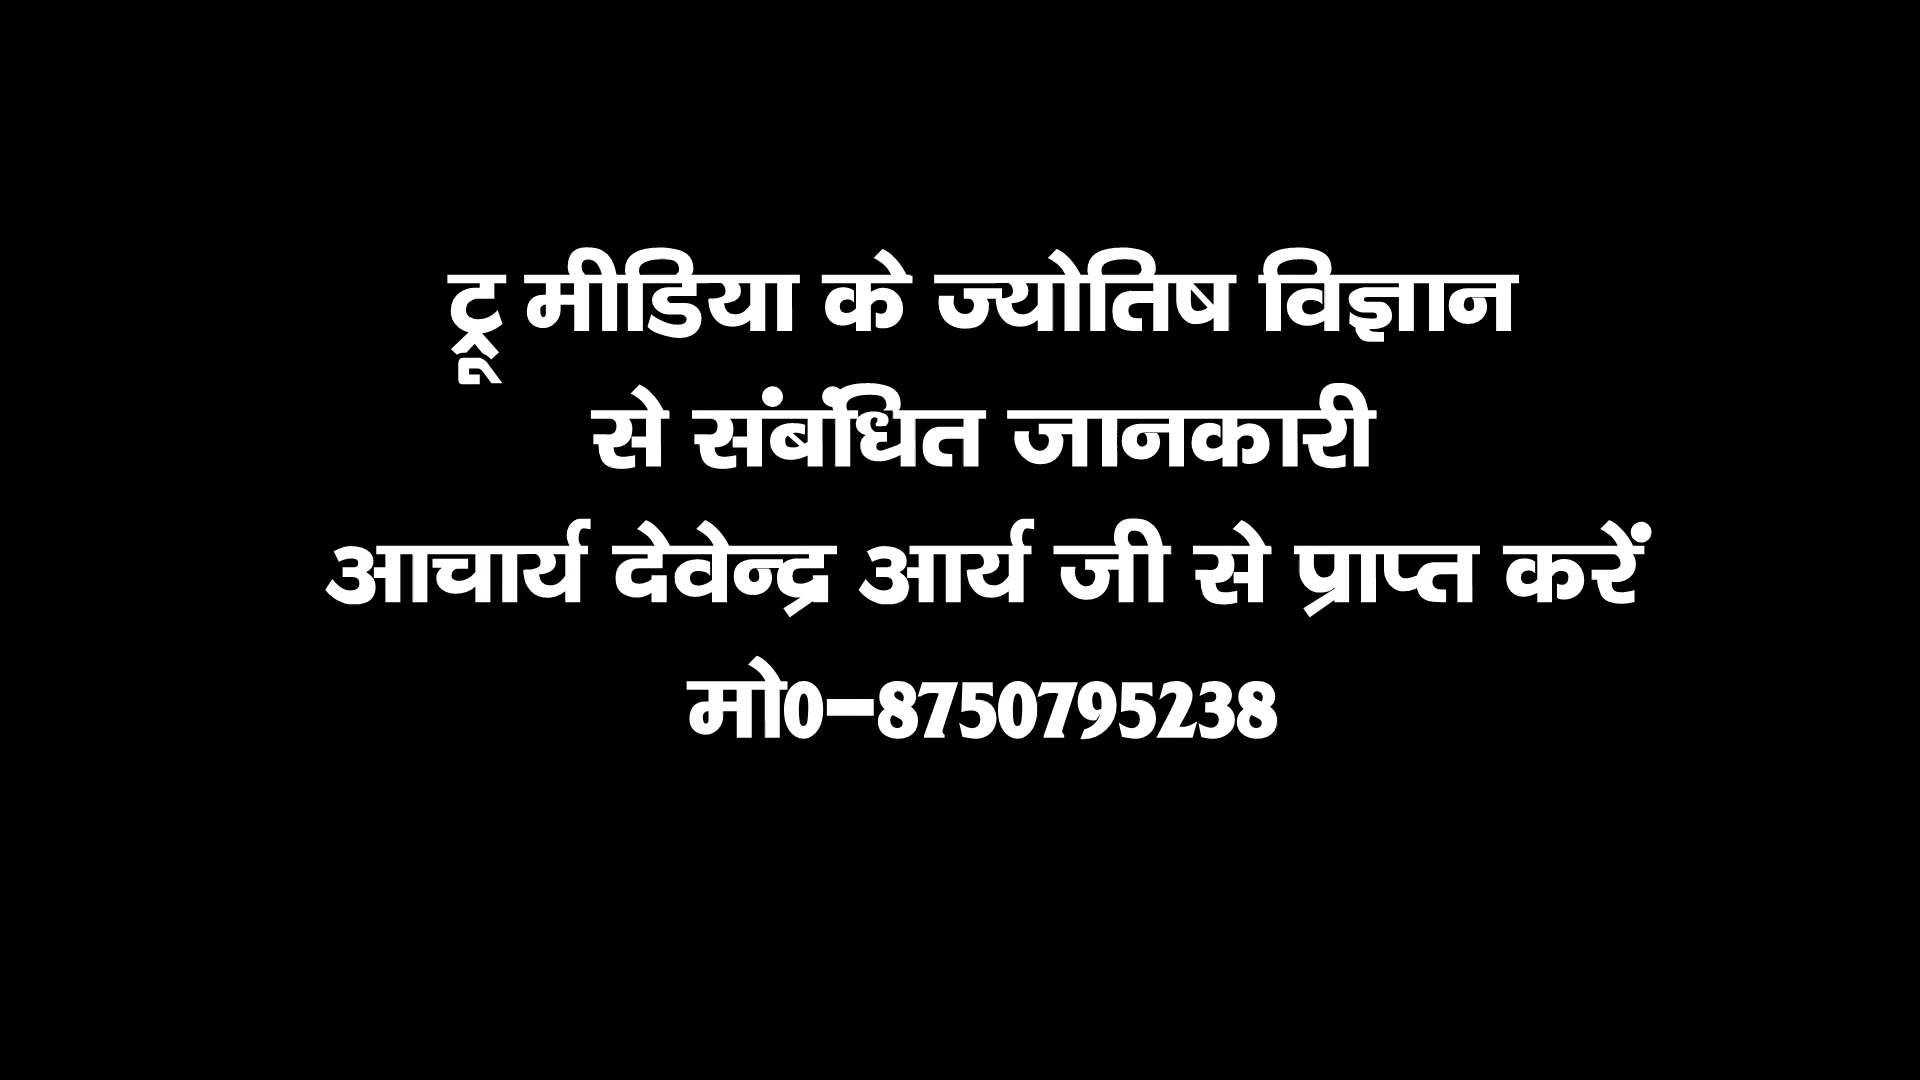 ट्रू मीडिया के ज्योतिष विज्ञान
से संबंधित जानकारी
आचार्य देवेन्द्र आर्य जी से प्राप्त करें
मो0-8750795238